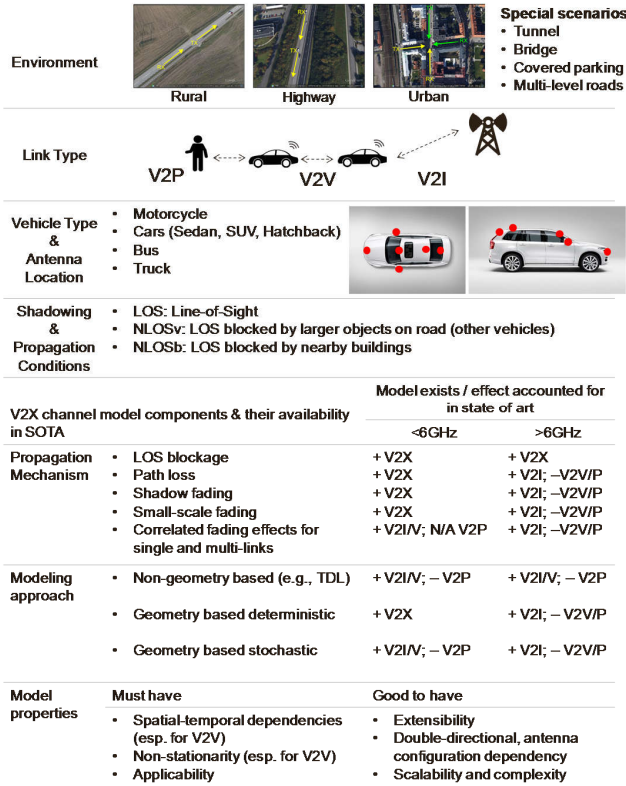 Special scenarios
• Tunnel
• Bridge
• Covered parking
• Multi-level roads
Environment
RX
TX
RX
TX
RX
TX
RX
Rural
Highway
Urban
Link Type
V2P
V2V
V2I
Vehicle Type
&
Antenna
Location
• Motorcycle
• Cars (Sedan, SUV, Hatchback)
• Bus
• Truck
Shadowing
&
Propagation
Conditions
• LOS: Line-of-Sight
• NLOSv: LOS blocked by larger objects on road (other vehicles)
• NLOSb: LOS blocked by nearby buildings
V2X channel model components & their availability
in SOTA
Model exists / effect accounted for
in state of art
<6GHz
>6GHz
Propagation
Mechanism
• LOS blockage + V2X + V2X
• Path loss + V2X + V2I; –V2V/P
• Shadow fading + V2X + V2I; –V2V/P
• Small-scale fading + V2X + V2I; –V2V/P
• Correlated fading effects for + V2I/V; N/A V2P + V2I; –V2V/P
single and multi-links
Modeling
approach
• Non-geometry based (e.g., TDL) + V2I/V; – V2P + V2I/V; – V2P
• Geometry based deterministic + V2X + V2I; – V2V/P
• Geometry based stochastic + V2I/V; – V2P + V2I; – V2V/P
Model
properties
Must have
• Spatial-temporal dependencies
(esp. for V2V)
• Non-stationarity (esp. for V2V)
• Applicability
Good to have
• Extensibility
• Double-directional, antenna
configuration dependency
• Scalability and complexity